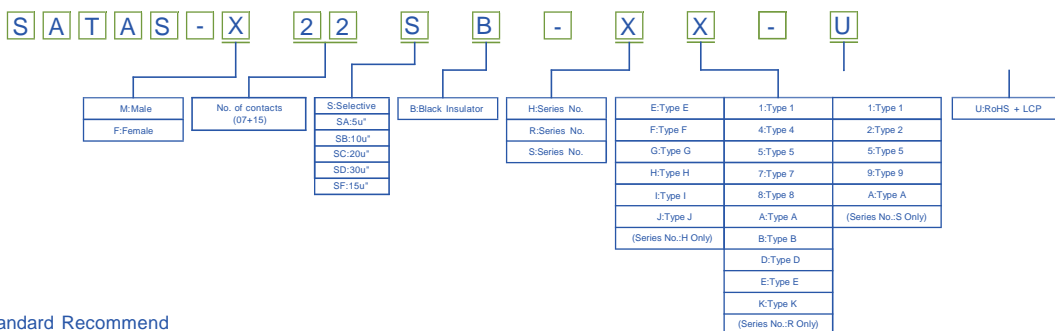 S A T A S - X 2 2 S B - X X - U
M:Male
F:Female
No. of contacts
(07+15)
S:Selective
SA:5u"
SB:10u"
SC:20u"
SD:30u"
SF:15u"
B:Black Insulator
H:Series No.
R:Series No.
S:Series No.
E:Type E
F:Type F
G:Type G
H:Type H
I:Type I
J:Type J
(Series No.:H Only)
1:Type 1
4:Type 4
5:Type 5
7:Type 7
8:Type 8
A:Type A
B:Type B
D:Type D
E:Type E
K:Type K
(Series No.:R Only)
1:Type 1
2:Type 2
5:Type 5
9:Type 9
A:Type A
(Series No.:S Only)
U:RoHS + LCP
Recommend